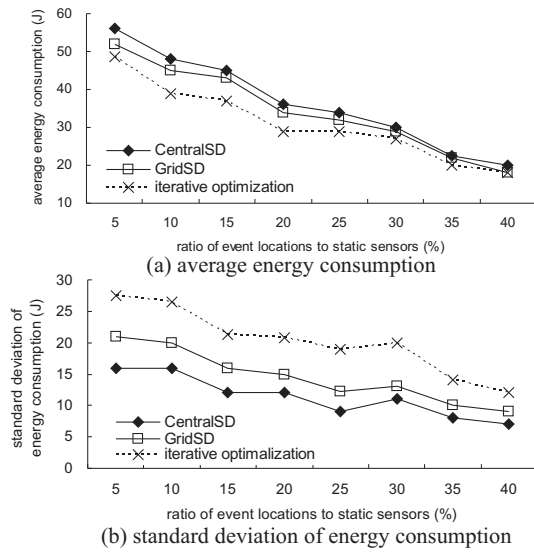 average energy consumption (J)
60
50
40
30
20
10
CentralSD
GridSD
iterative optimization
5 10 15 20 25 30 35 40
ratio of event locations to static sensors (%)
(a) average energy consumption
standard deviation of
energy consumption (J)
30
25
20
15
10
5
0
CentralSD
GridSD
iterative optimalization
5 10 15 20 25 30 35 40
ratio of event locations to static sensors (%)
(b) standard deviation of energy consumption